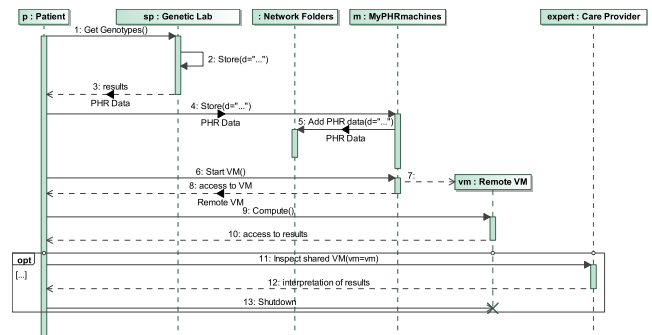 p : Patient
sp : Genetic Lab
: Network Folders
m : MyPHRmachines
expert : Care Provider
1: Get Genotypes()
2: Store(d="...")
3: results
PHR Data
4: Store(d="...")
PHR Data
5: Add PHR data(d="...")
PHR Data
6: Start VM()
7:
vm : Remote VM
8: access to VM
Remote VM
9: Compute()
10: access to results
opt
11: Inspect shared VM(vm=vm)
[...]
12: interpretation of results
13: Shutdown